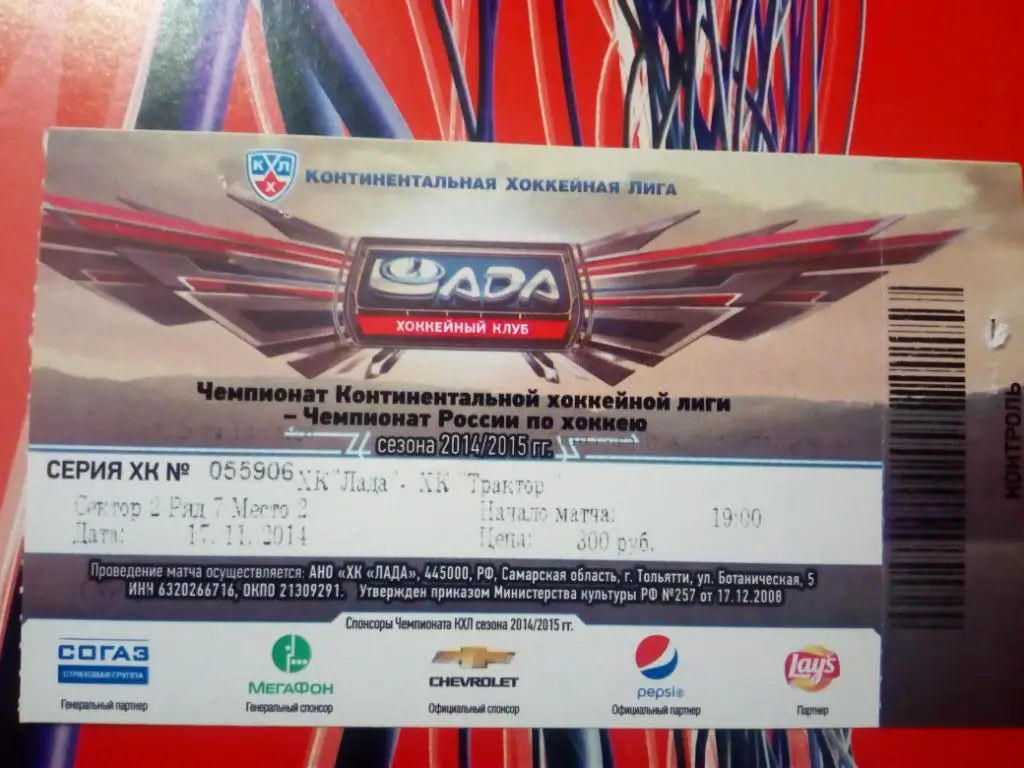 КХЛ
КОНТИНЕНТАЛЬНАЯ ХОККЕЙНАЯ ЛИГА
ЛАДА
ХОККЕЙНЫЙ КЛУБ
Чемпионат Континентальной хоккейной лиги
– Чемпионат России по хоккею
сезона 2014/2015 гг.
СЕРИЯ ХК № 055906 ХК "Лада" - ХК "Трактор"
Сектор 2 Ряд 7 Место 2 Начало матча: 19:00
Дата: 17.11.2014 Цена: 300 руб.
Проведение матча осуществляется: АНО «ХК «ЛАДА», 445000, РФ, Самарская область, г. Тольятти, ул. Ботаническая, 5
ИНН 6320266716, ОКПО 21309291. Утвержден приказом Министерства культуры РФ №257 от 17.12.2008
Спонсоры Чемпионата КХЛ сезона 2014/2015 гг.
СОГАЗ
СТРАХОВАЯ ГРУППА
Генеральный партнер
МЕГАФОН
Генеральный спонсор
CHEVROLET
Официальный спонсор
pepsi®
Официальный партнер
Lay's
Партнер
КОНТРОЛЬ